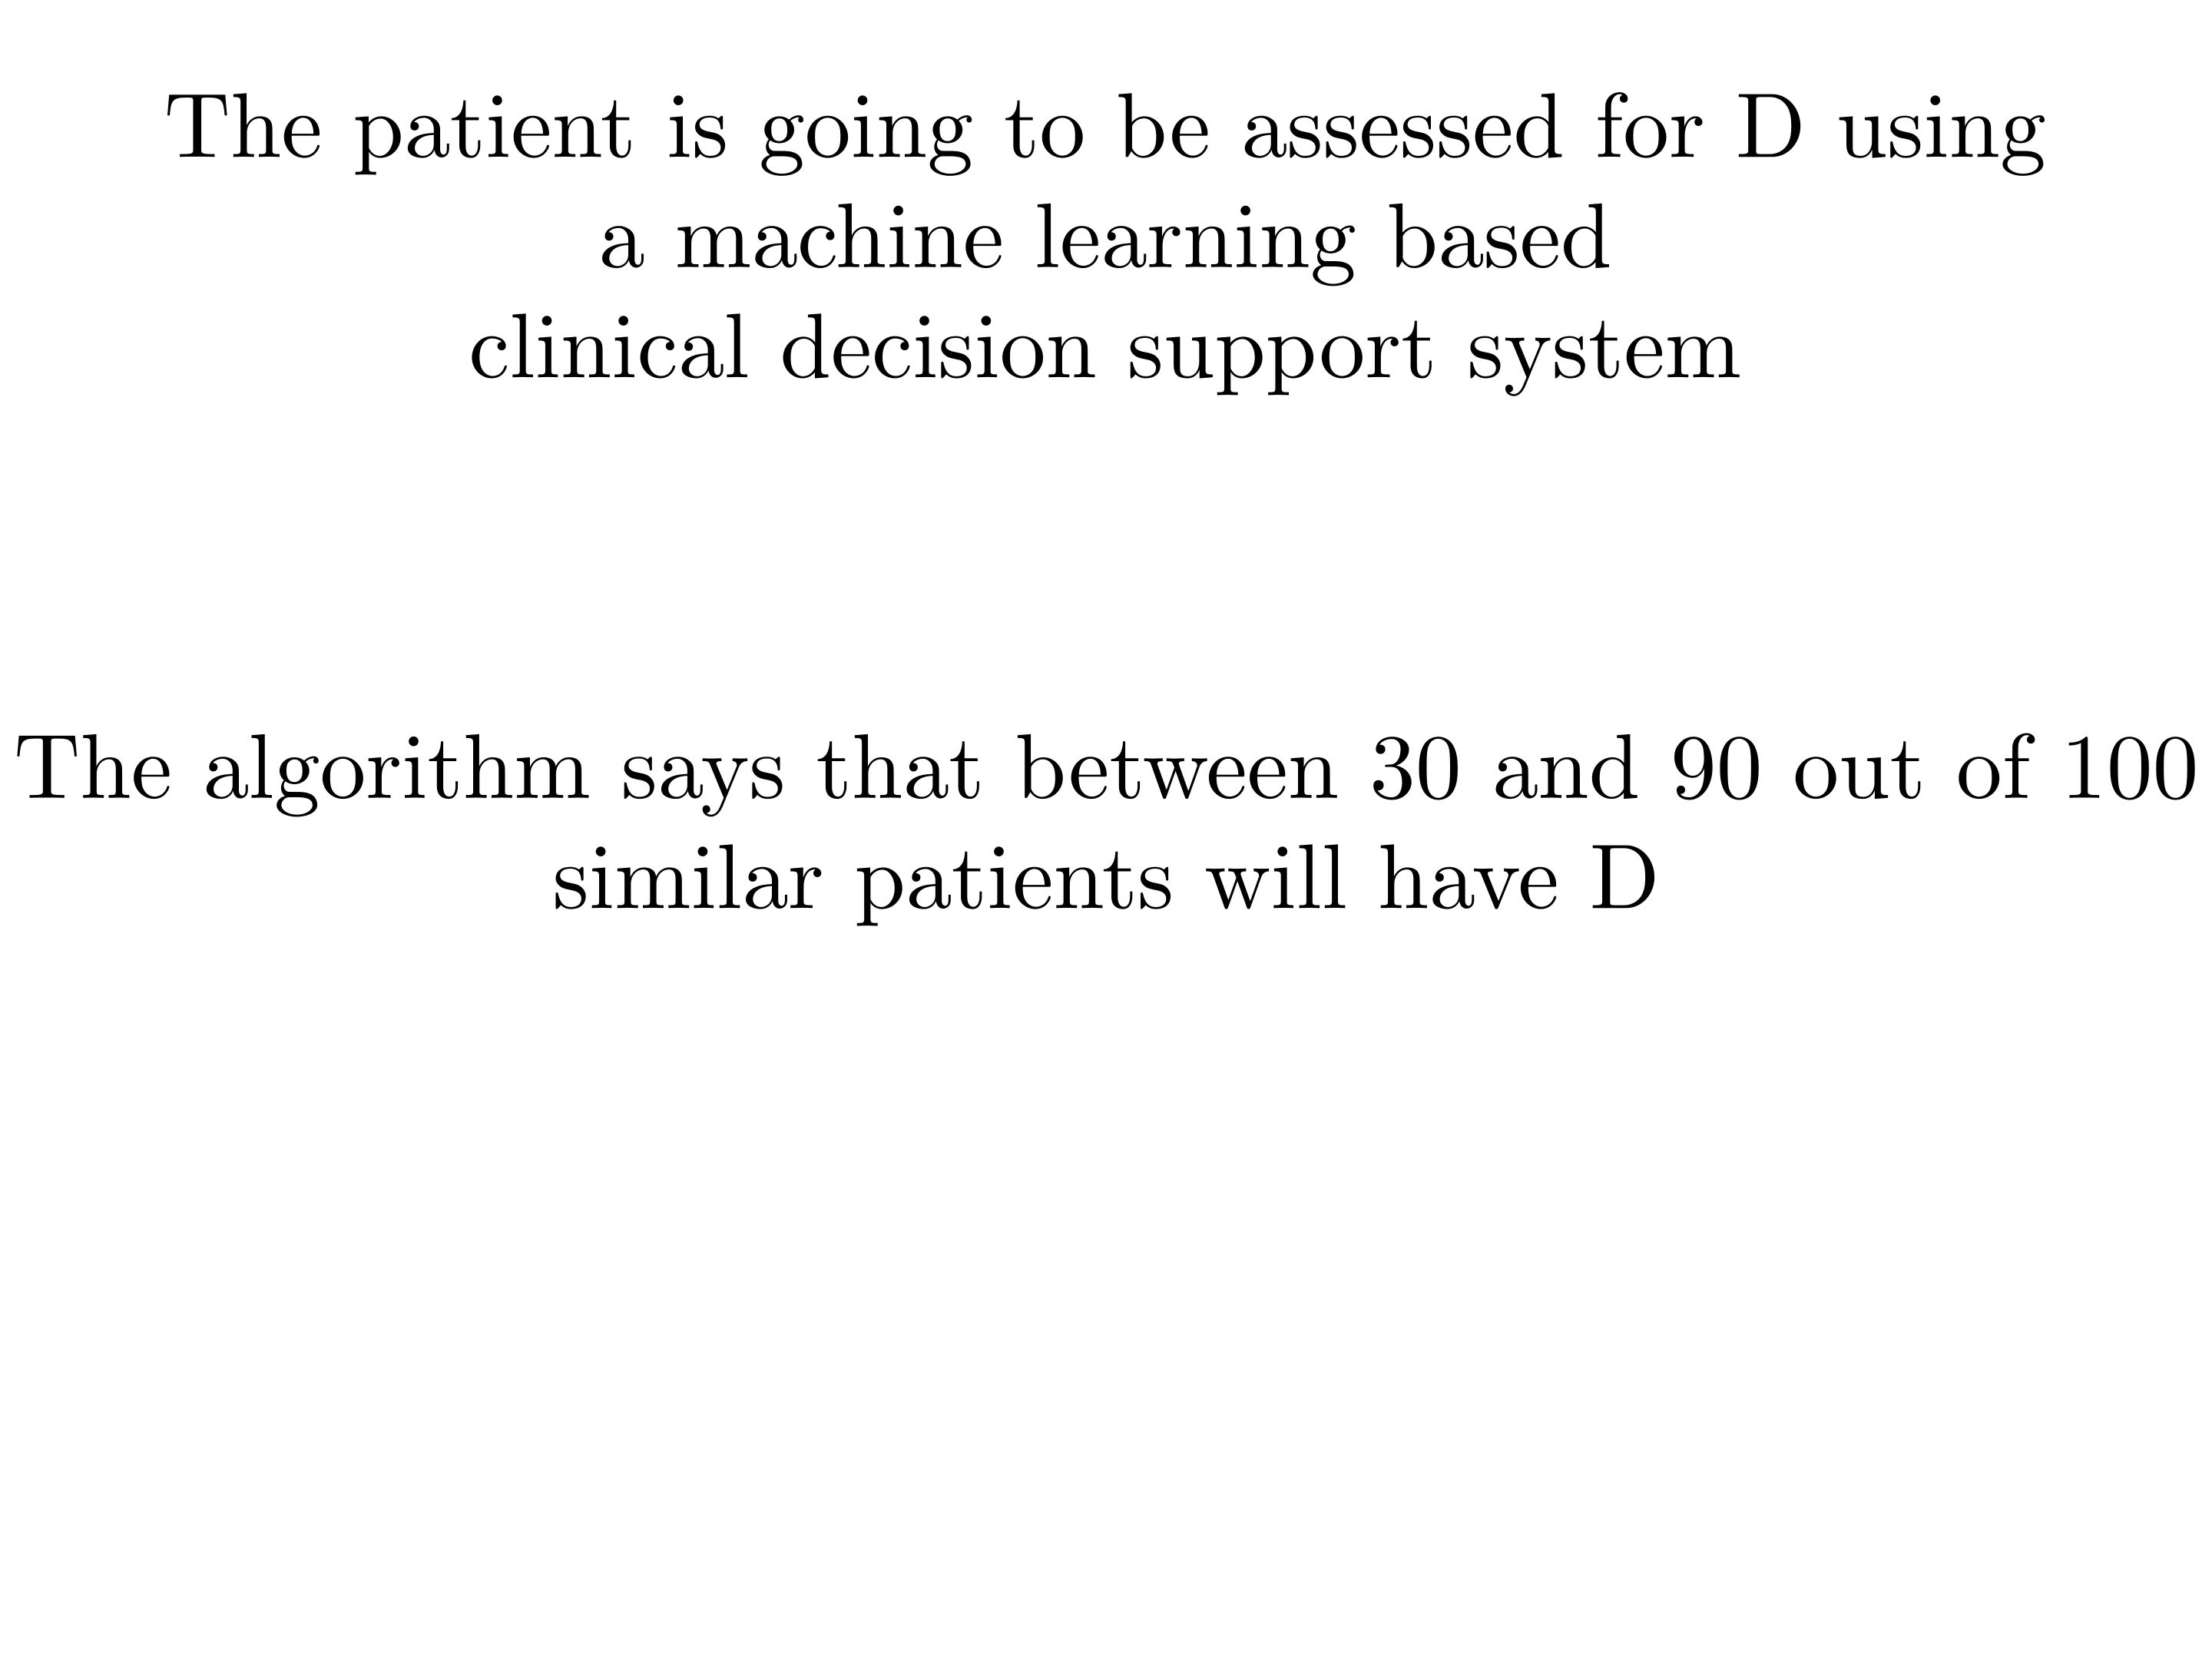 The patient is going to be assessed for D using
a machine learning based
clinical decision support system
The algorithm says that between 30 and 90 out of 100
similar patients will have D